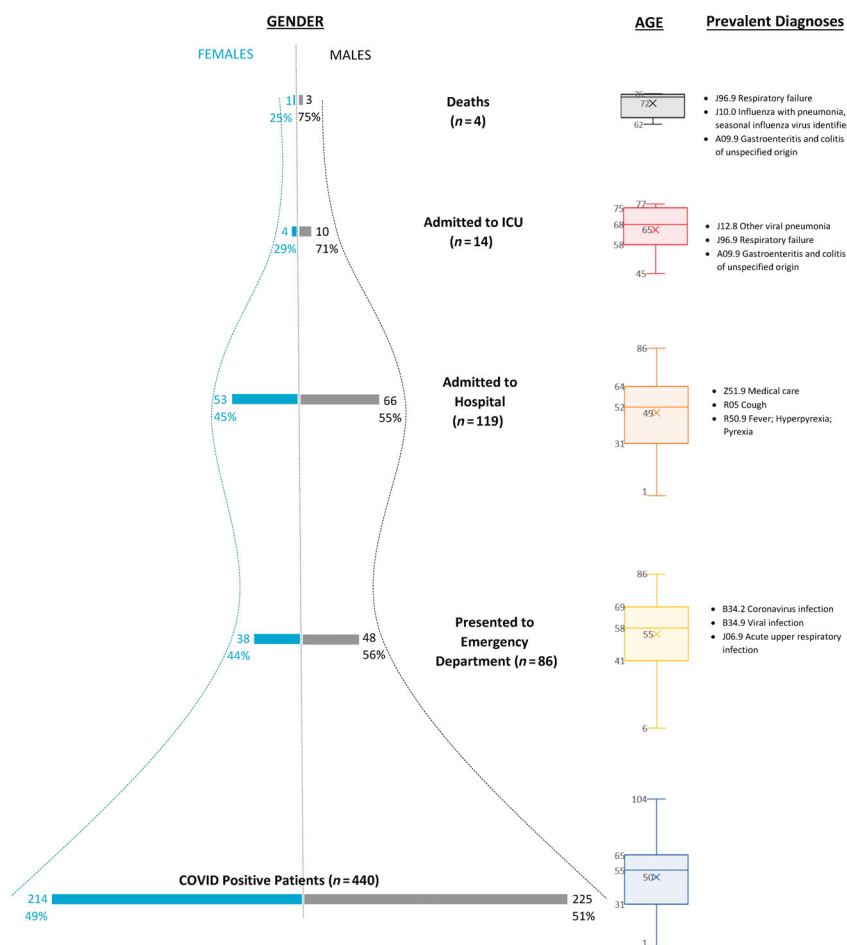 GENDER
AGE
Prevalent Diagnoses
FEMALES
MALES
1
3
25%
75%
Deaths
(n = 4)
76
72
62
• J96.9 Respiratory failure
• J10.0 Influenza with pneumonia,
seasonal influenza virus identifie
• A09.9 Gastroenteritis and colitis
of unspecified origin
4
10
29%
71%
Admitted to ICU
(n = 14)
77
75
68
65
58
45
• J12.8 Other viral pneumonia
• J96.9 Respiratory failure
• A09.9 Gastroenteritis and colitis
of unspecified origin
53
66
45%
55%
Admitted to
Hospital
(n = 119)
86
64
52
49
31
1
• Z51.9 Medical care
• R05 Cough
• R50.9 Fever; Hyperpyrexia;
Pyrexia
38
48
44%
56%
Presented to
Emergency
Department (n = 86)
86
69
58
55
41
6
• B34.2 Coronavirus infection
• B34.9 Viral infection
• J06.9 Acute upper respiratory
infection
COVID Positive Patients (n = 440)
214
225
49%
51%
104
65
55
50
31
1